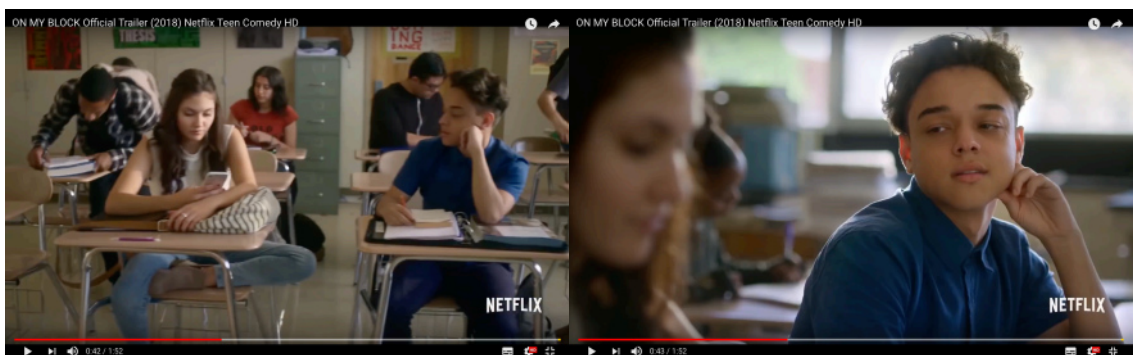 ON MY BLOCK Official Trailer (2018) Netflix Teen Comedy HD
THESIS
ING
DANCE
NETFLIX
0:42 / 1:52
ON MY BLOCK Official Trailer (2018) Netflix Teen Comedy HD
NETFLIX
0:43 / 1:52